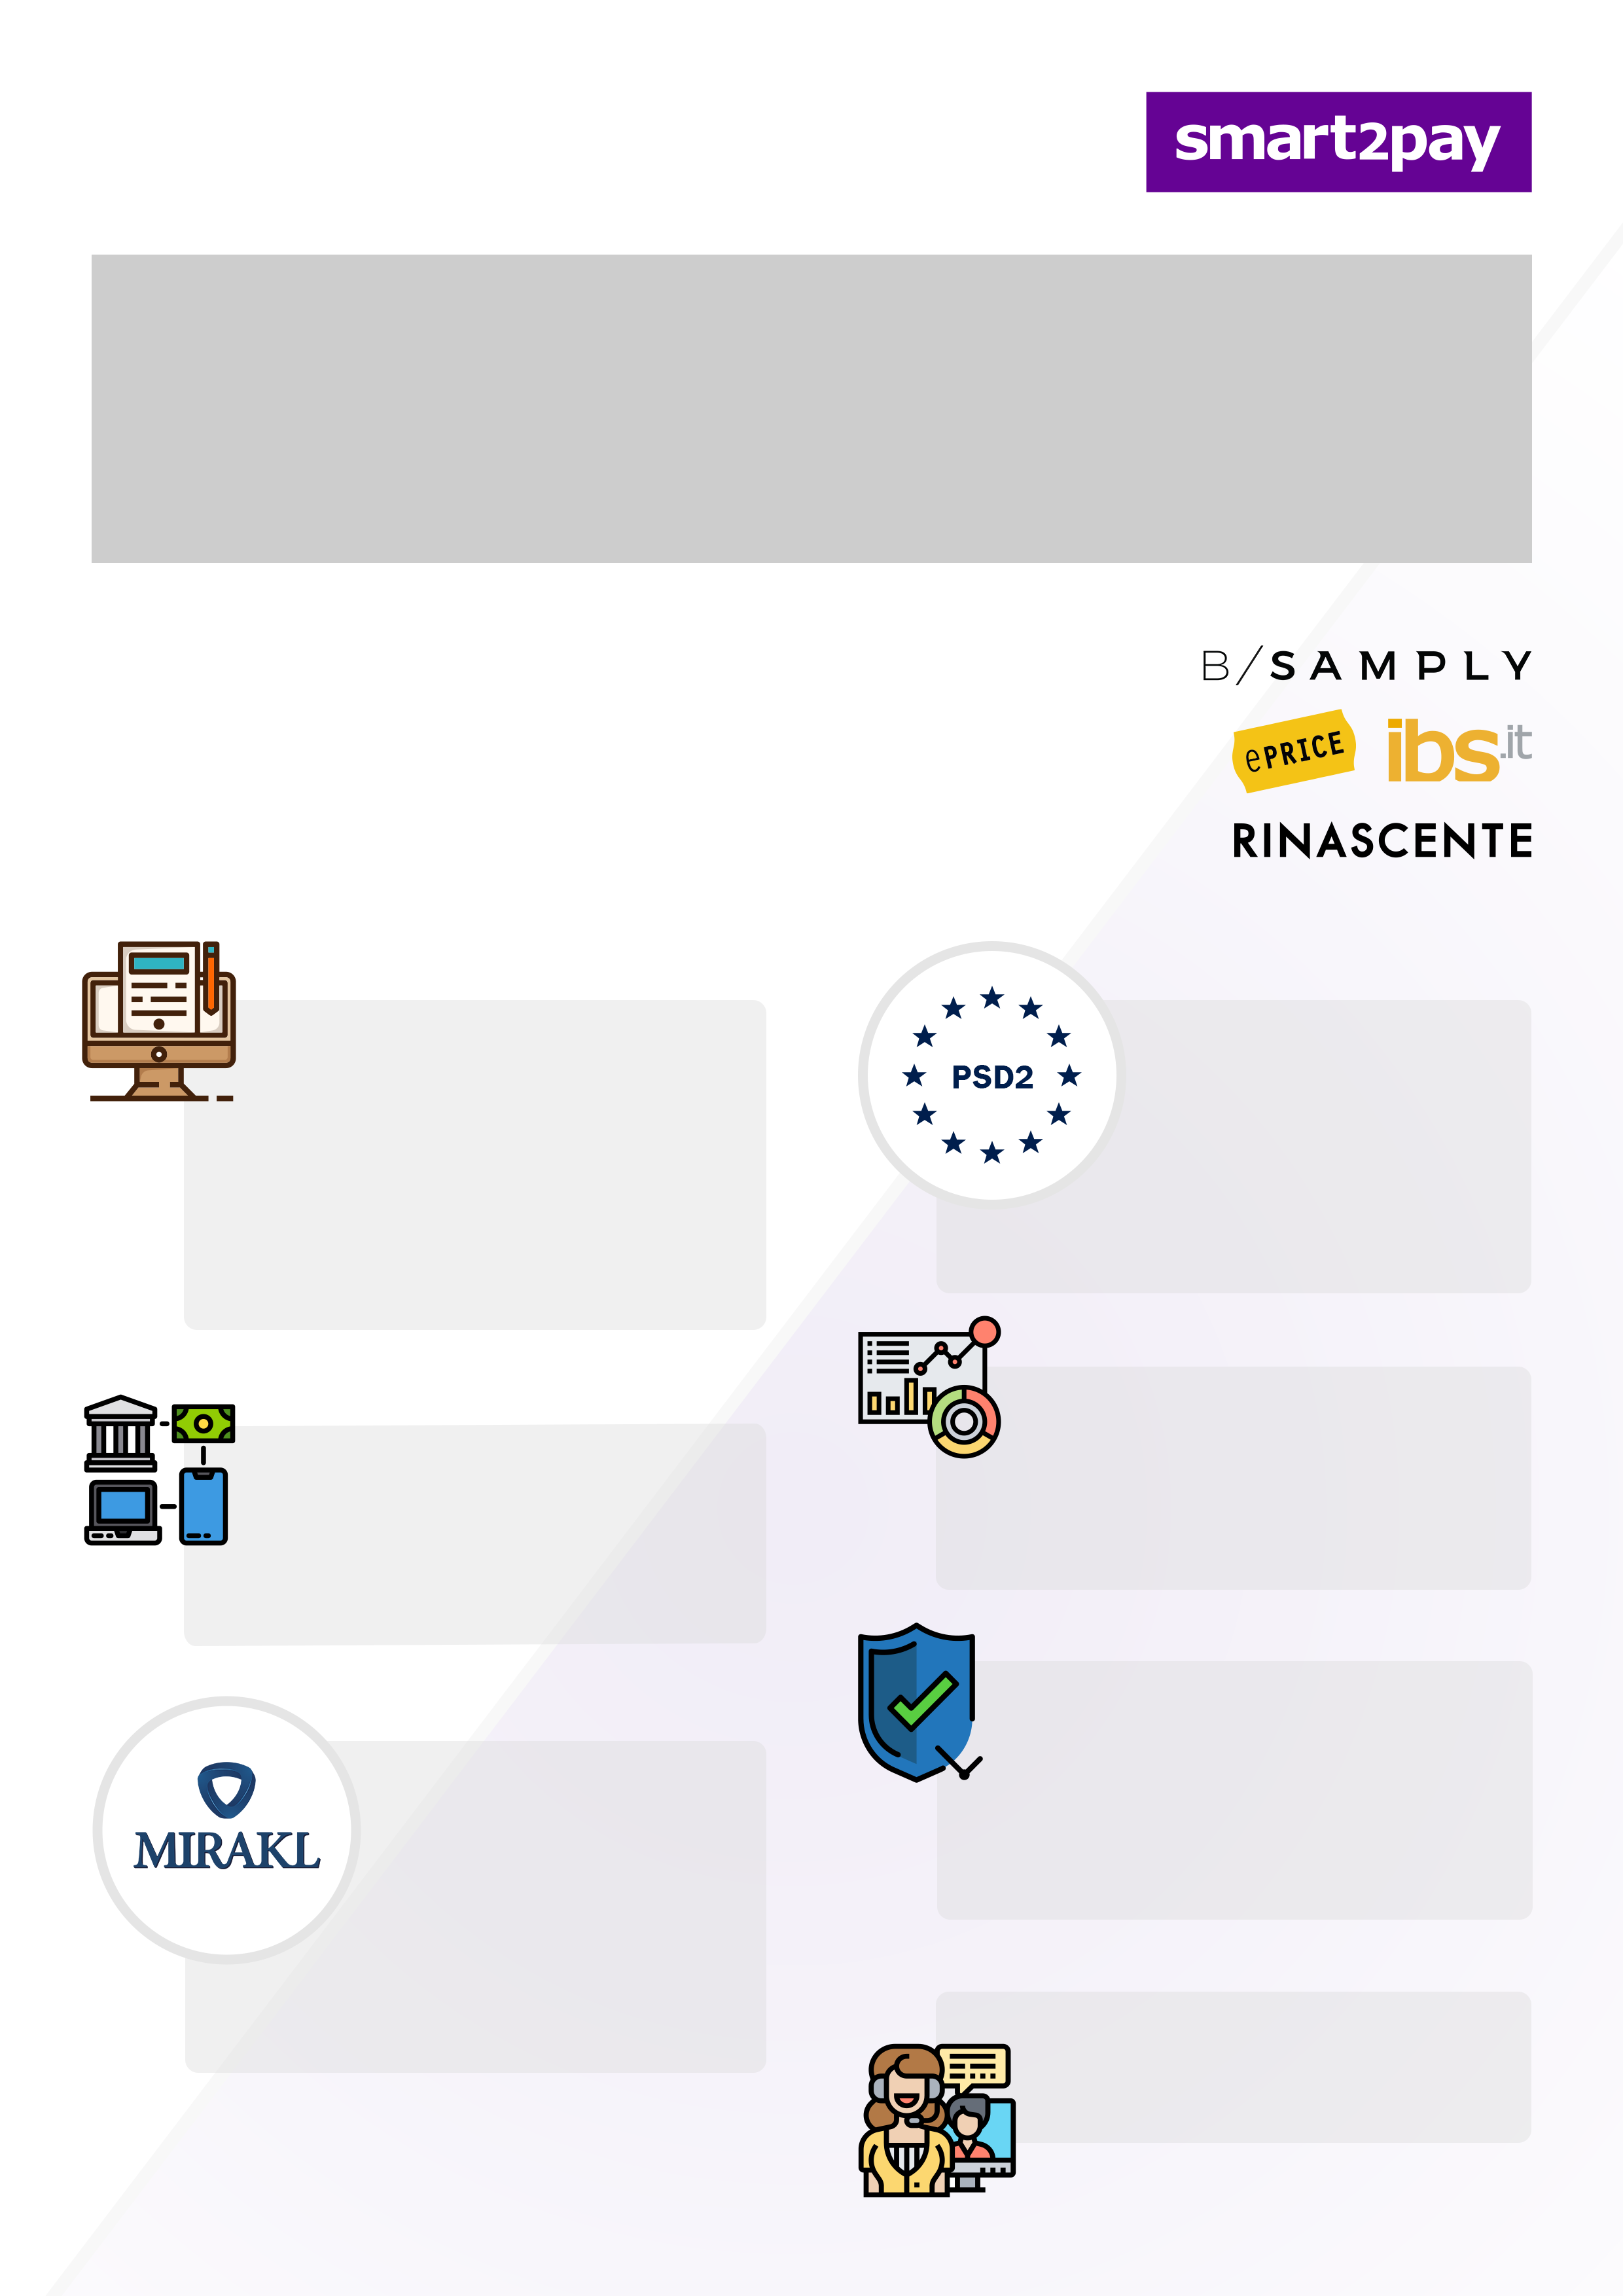 smart2pay
B/SAMPLY
ePRICE
ibs.it
RINASCENTE
PSD2
MIRAKL